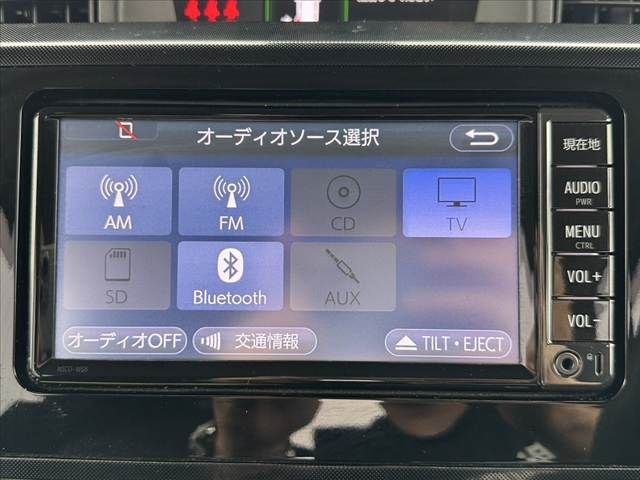 オーディオソース選択
現在地
AM
FM
CD
TV
AUDIO
PWR
MENU
CTRL
SD
Bluetooth
AUX
VOL+
オーディオOFF
交通情報
TILT・EJECT
VOL-